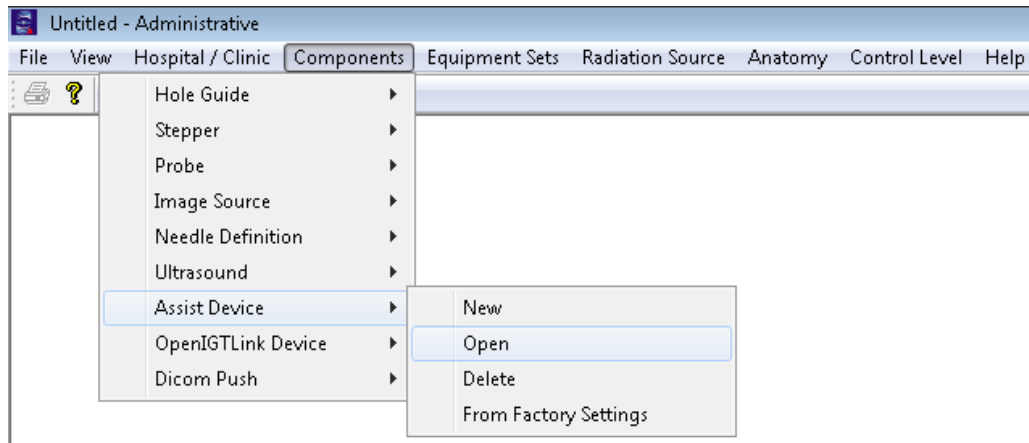 Untitled - Administrative
File View Hospital / Clinic Components Equipment Sets Radiation Source Anatomy Control Level Help
Hole Guide
Stepper
Probe
Image Source
Needle Definition
Ultrasound
Assist Device
OpenIGTLink Device
Dicom Push
New
Open
Delete
From Factory Settings